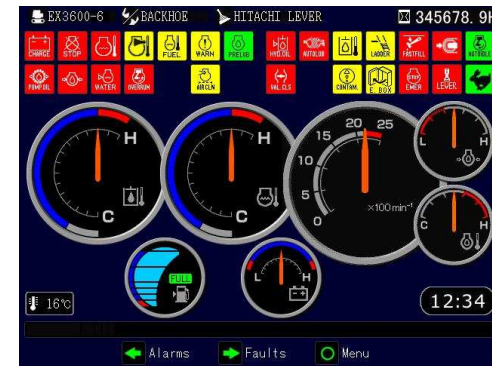 EX3600-6 BACKHOE HITACHI LEVER 345678.9H
CHARGE STOP FUEL WARN PRELUB HYD.OIL AUTOLUB LADDER FASTFILL AUTOIDLE
PUMP OIL WATER OVERRUN AIR CLN VAL.CLS CONTAM. E.BOX EMER LEVER
H C
H C
0 5 10 15 20 25 ×100min⁻¹
L H
C H
FULL
L H
16℃
12:34
Alarms Faults Menu